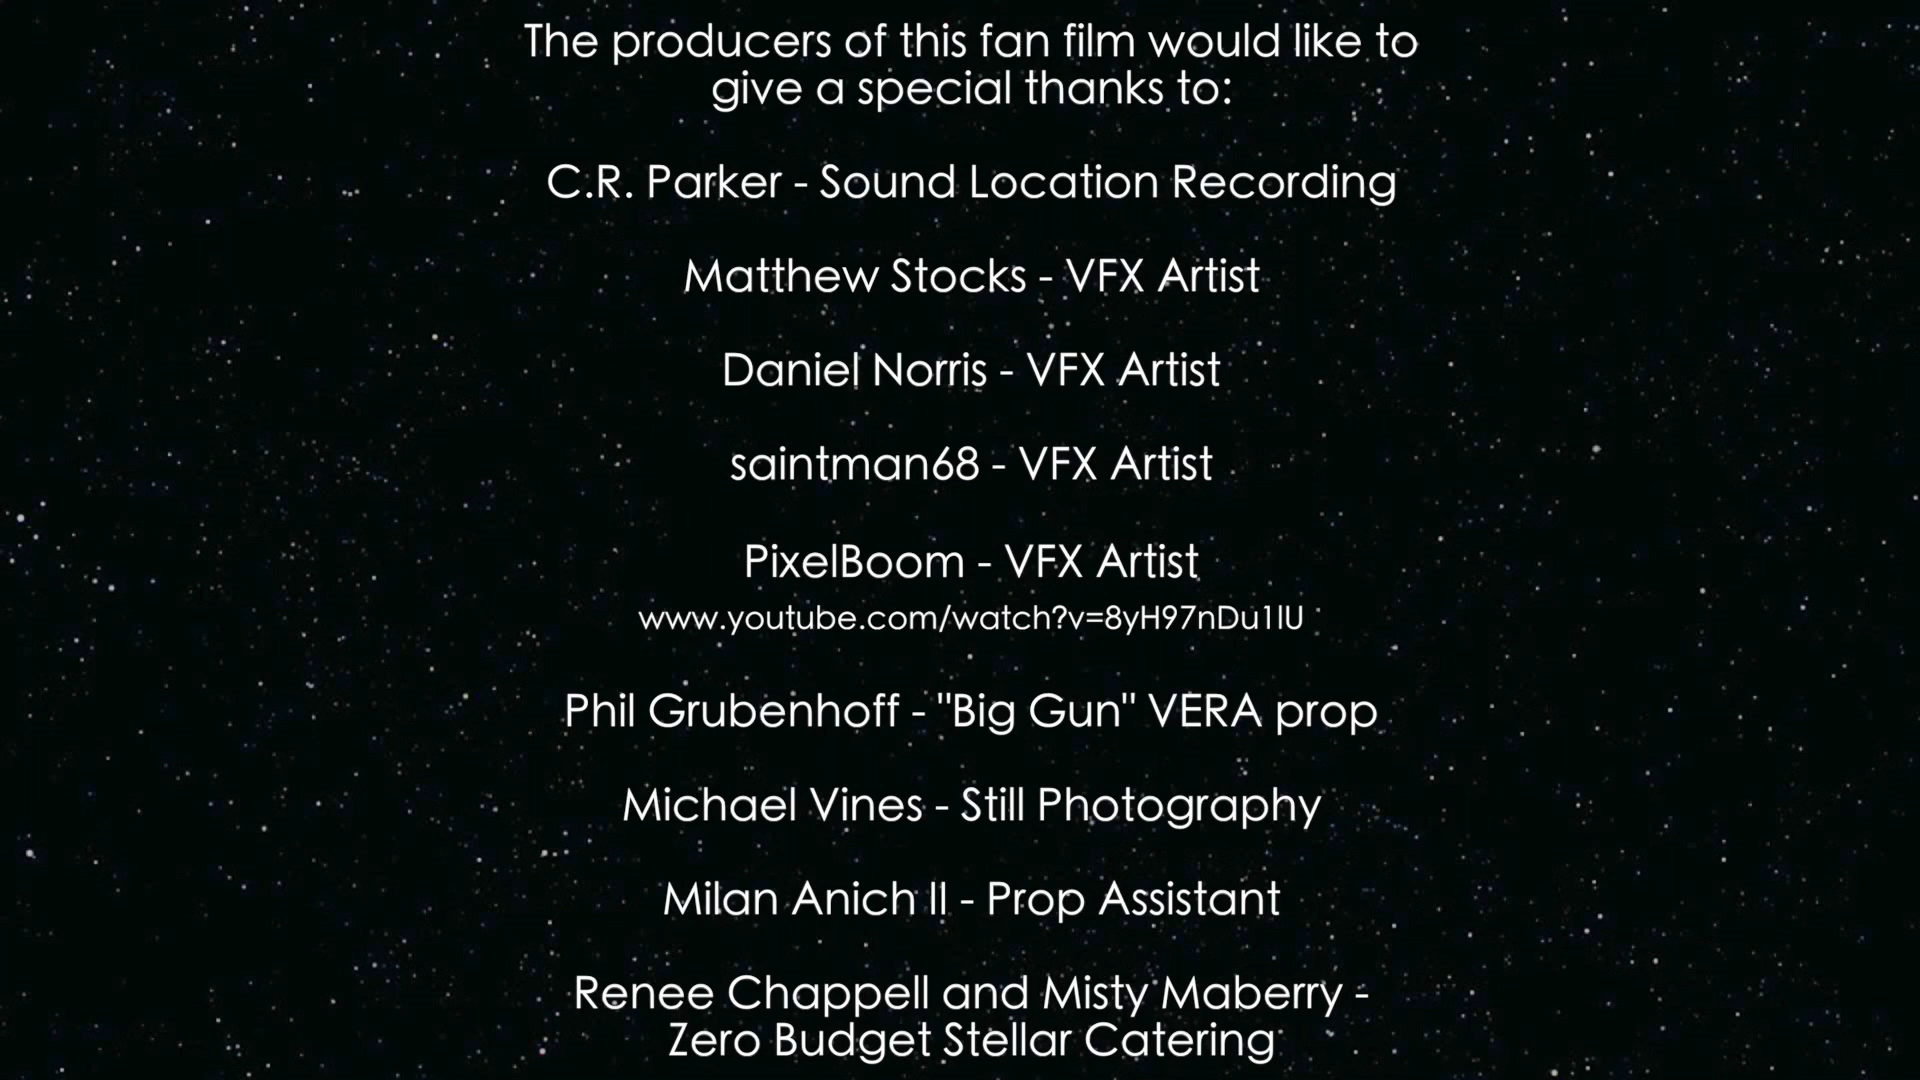 The producers of this fan film would like to
give a special thanks to:
C.R. Parker - Sound Location Recording
Matthew Stocks - VFX Artist
Daniel Norris - VFX Artist
saintman68 - VFX Artist
PixelBoom - VFX Artist
www.youtube.com/watch?v=8yH97nDu1lU
Phil Grubenhoff - "Big Gun" VERA prop
Michael Vines - Still Photography
Milan Anich II - Prop Assistant
Renee Chappell and Misty Maberry -
Zero Budget Stellar Catering